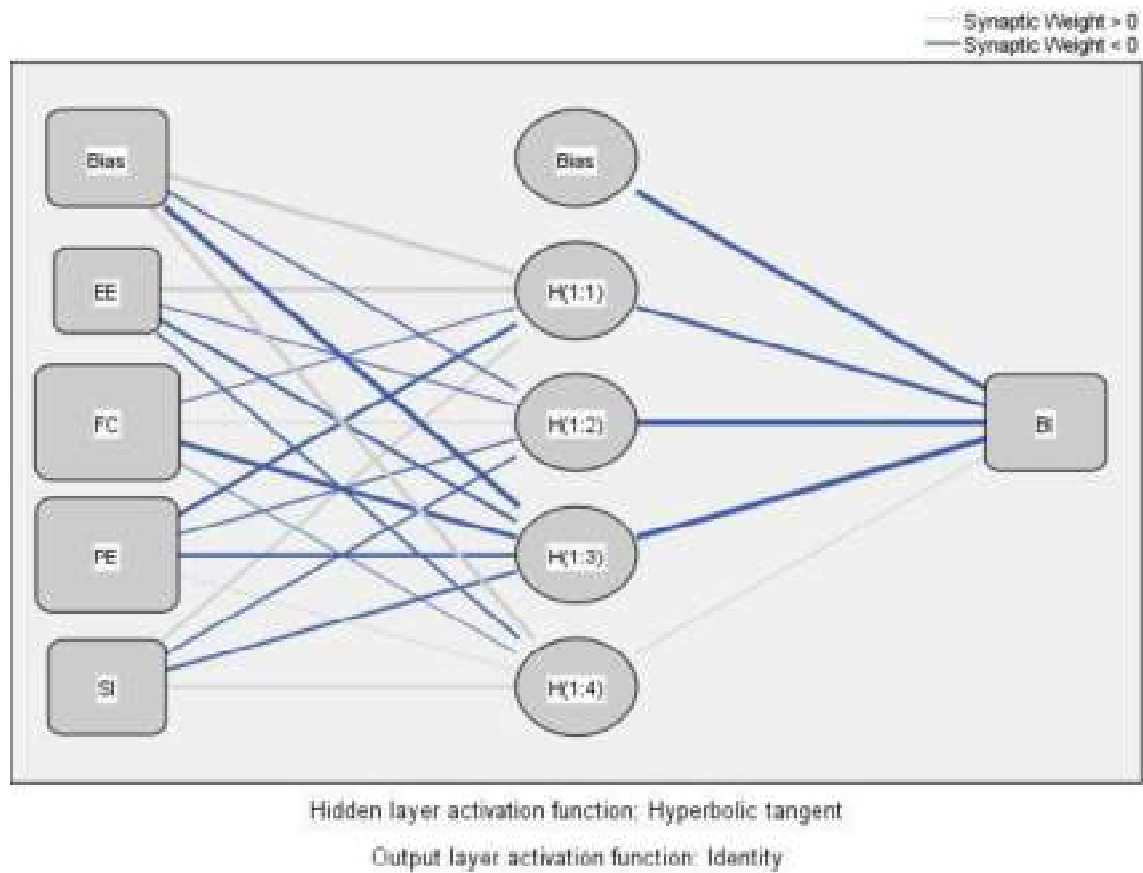 Synaptic Weight > 0
Synaptic Weight < 0
Bias
Bias
EE
H(1:1)
FC
H(1:2)
BI
PE
H(1:3)
SI
H(1:4)
Hidden layer activation function: Hyperbolic tangent
Output layer activation function: Identity